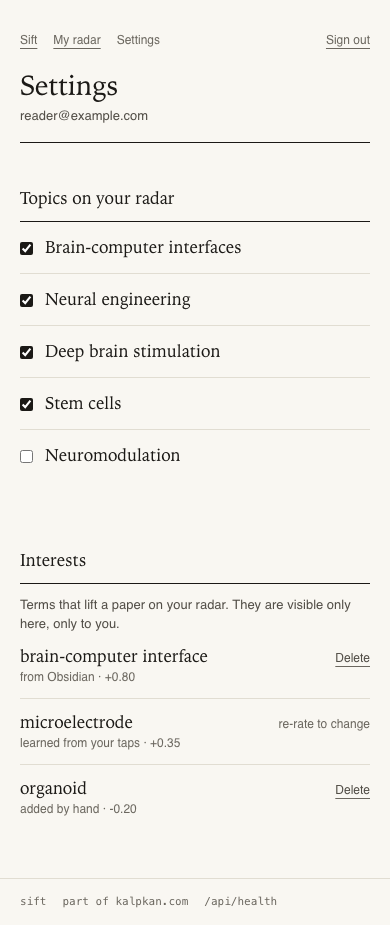 Sift My radar Settings Sign out
Settings
reader@example.com
Topics on your radar
Brain-computer interfaces
Neural engineering
Deep brain stimulation
Stem cells
Neuromodulation
Interests
Terms that lift a paper on your radar. They are visible only
here, only to you.
brain-computer interface Delete
from Obsidian · +0.80
microelectrode re-rate to change
learned from your taps · +0.35
organoid Delete
added by hand · -0.20
sift part of kalpkan.com /api/health